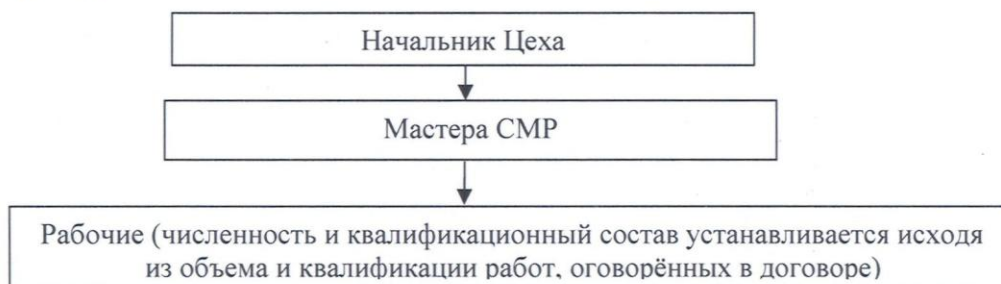 Начальник Цеха
Мастера СМР
Рабочие (численность и квалификационный состав устанавливается исходя
из объема и квалификации работ, оговорённых в договоре)